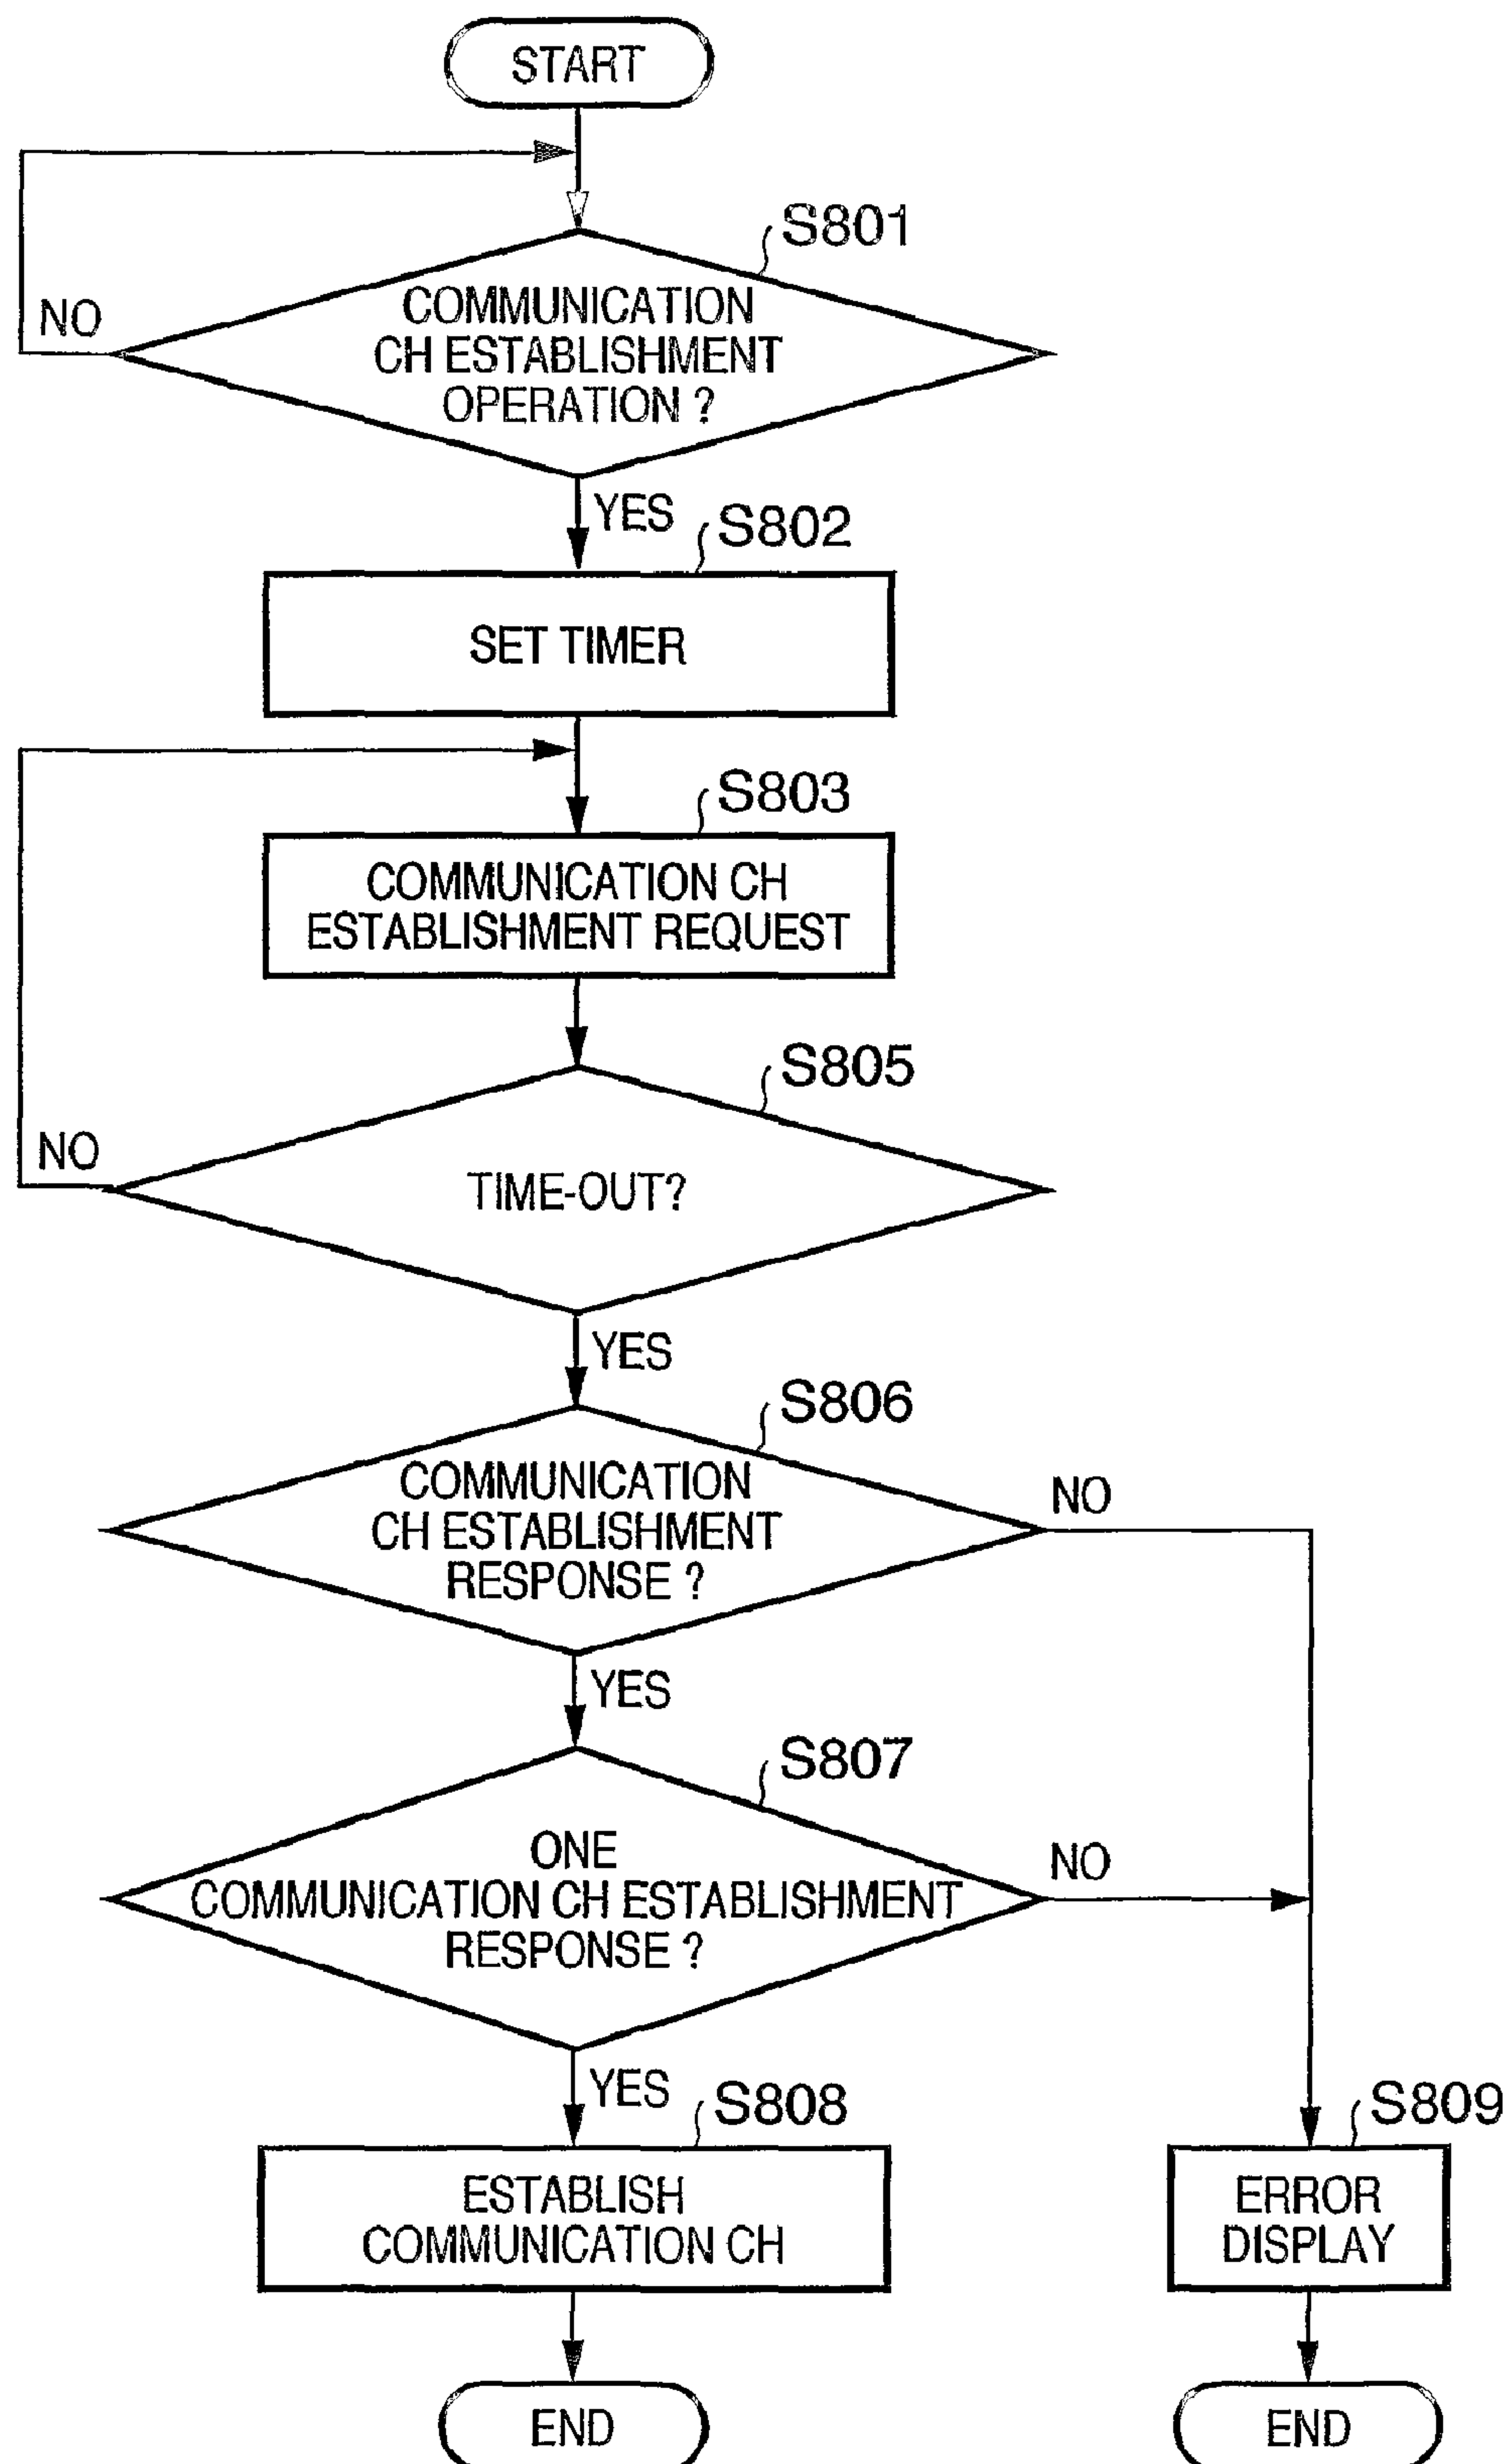 START
S801
COMMUNICATION
CH ESTABLISHMENT
OPERATION ?
NO
YES
S802
SET TIMER
S803
COMMUNICATION CH
ESTABLISHMENT REQUEST
S805
TIME-OUT?
NO
YES
S806
COMMUNICATION
CH ESTABLISHMENT
RESPONSE ?
NO
YES
S807
ONE
COMMUNICATION CH ESTABLISHMENT
RESPONSE ?
NO
YES
S808
ESTABLISH
COMMUNICATION CH
S809
ERROR
DISPLAY
END
END